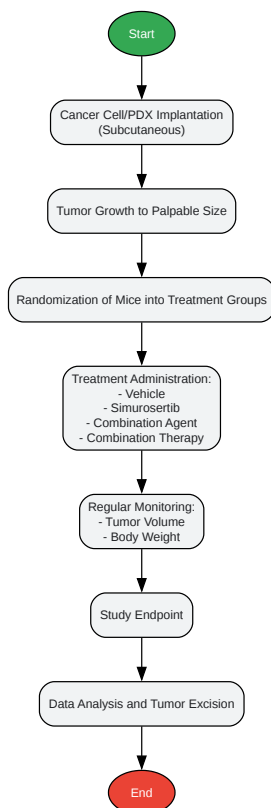 Start
Cancer Cell/PDX Implantation
(Subcutaneous)
Tumor Growth to Palpable Size
Randomization of Mice into Treatment Groups
Treatment Administration:
- Vehicle
- Simurosertib
- Combination Agent
- Combination Therapy
Regular Monitoring:
- Tumor Volume
- Body Weight
Study Endpoint
Data Analysis and Tumor Excision
End